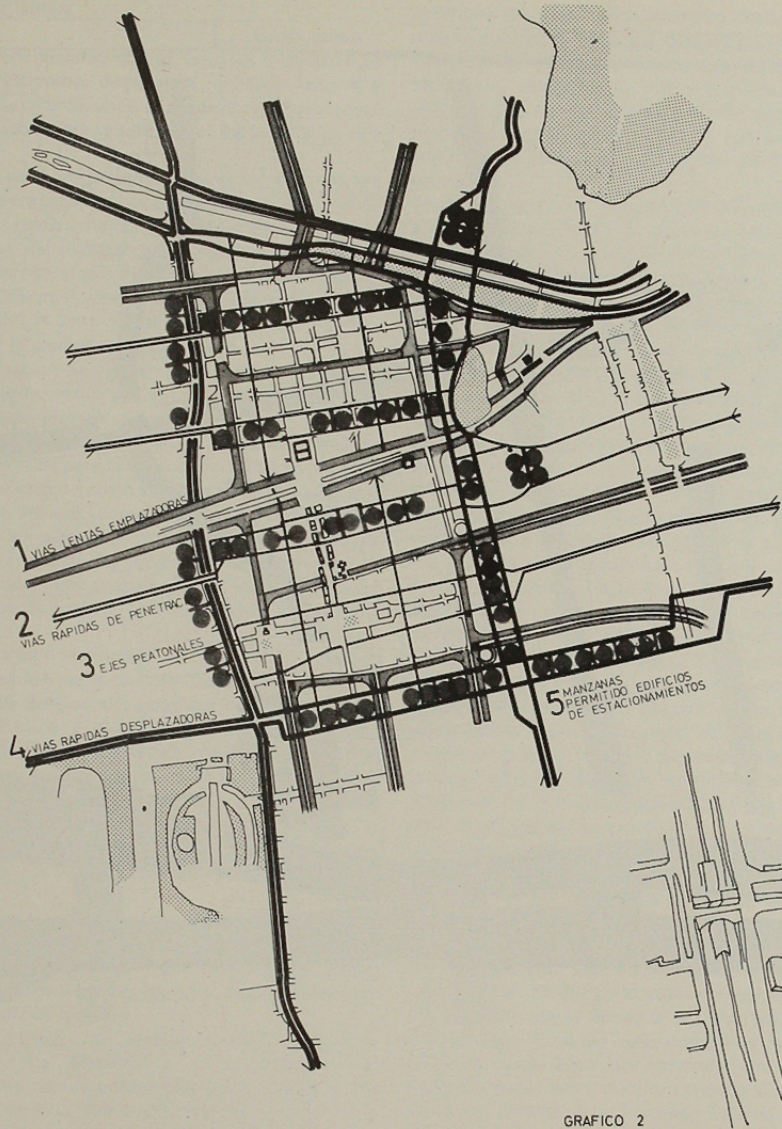 1 VIAS LENTAS EMPLAZADORAS
2 VIAS RAPIDAS DE PENETRAC
3 EJES PEATONALES
4 VIAS RAPIDAS DESPLAZADORAS
5 MANZANAS
PERMITIDO EDIFICIOS
DE ESTACIONAMIENTOS
GRAFICO 2